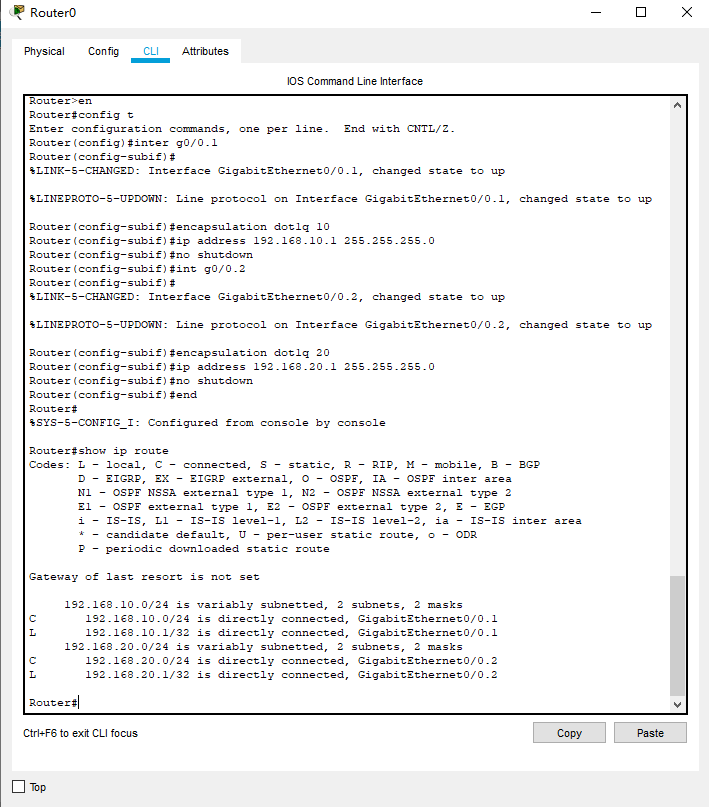 Router0
Physical Config CLI Attributes
IOS Command Line Interface
Router>en
Router#config t
Enter configuration commands, one per line.  End with CNTL/Z.
Router(config)#inter g0/0.1
Router(config-subif)#
%LINK-5-CHANGED: Interface GigabitEthernet0/0.1, changed state to up
%LINEPROTO-5-UPDOWN: Line protocol on Interface GigabitEthernet0/0.1, changed state to up
Router(config-subif)#encapsulation dot1q 10
Router(config-subif)#ip address 192.168.10.1 255.255.255.0
Router(config-subif)#no shutdown
Router(config-subif)#int g0/0.2
Router(config-subif)#
%LINK-5-CHANGED: Interface GigabitEthernet0/0.2, changed state to up
%LINEPROTO-5-UPDOWN: Line protocol on Interface GigabitEthernet0/0.2, changed state to up
Router(config-subif)#encapsulation dot1q 20
Router(config-subif)#ip address 192.168.20.1 255.255.255.0
Router(config-subif)#no shutdown
Router(config-subif)#end
Router#
%SYS-5-CONFIG_I: Configured from console by console
Router#show ip route
Codes: L - local, C - connected, S - static, R - RIP, M - mobile, B - BGP
       D - EIGRP, EX - EIGRP external, O - OSPF, IA - OSPF inter area
       N1 - OSPF NSSA external type 1, N2 - OSPF NSSA external type 2
       E1 - OSPF external type 1, E2 - OSPF external type 2, E - EGP
       i - IS-IS, L1 - IS-IS level-1, L2 - IS-IS level-2, ia - IS-IS inter area
       * - candidate default, U - per-user static route, o - ODR
       P - periodic downloaded static route
Gateway of last resort is not set
     192.168.10.0/24 is variably subnetted, 2 subnets, 2 masks
C       192.168.10.0/24 is directly connected, GigabitEthernet0/0.1
L       192.168.10.1/32 is directly connected, GigabitEthernet0/0.1
     192.168.20.0/24 is variably subnetted, 2 subnets, 2 masks
C       192.168.20.0/24 is directly connected, GigabitEthernet0/0.2
L       192.168.20.1/32 is directly connected, GigabitEthernet0/0.2
Router#
Ctrl+F6 to exit CLI focus Copy Paste
Top